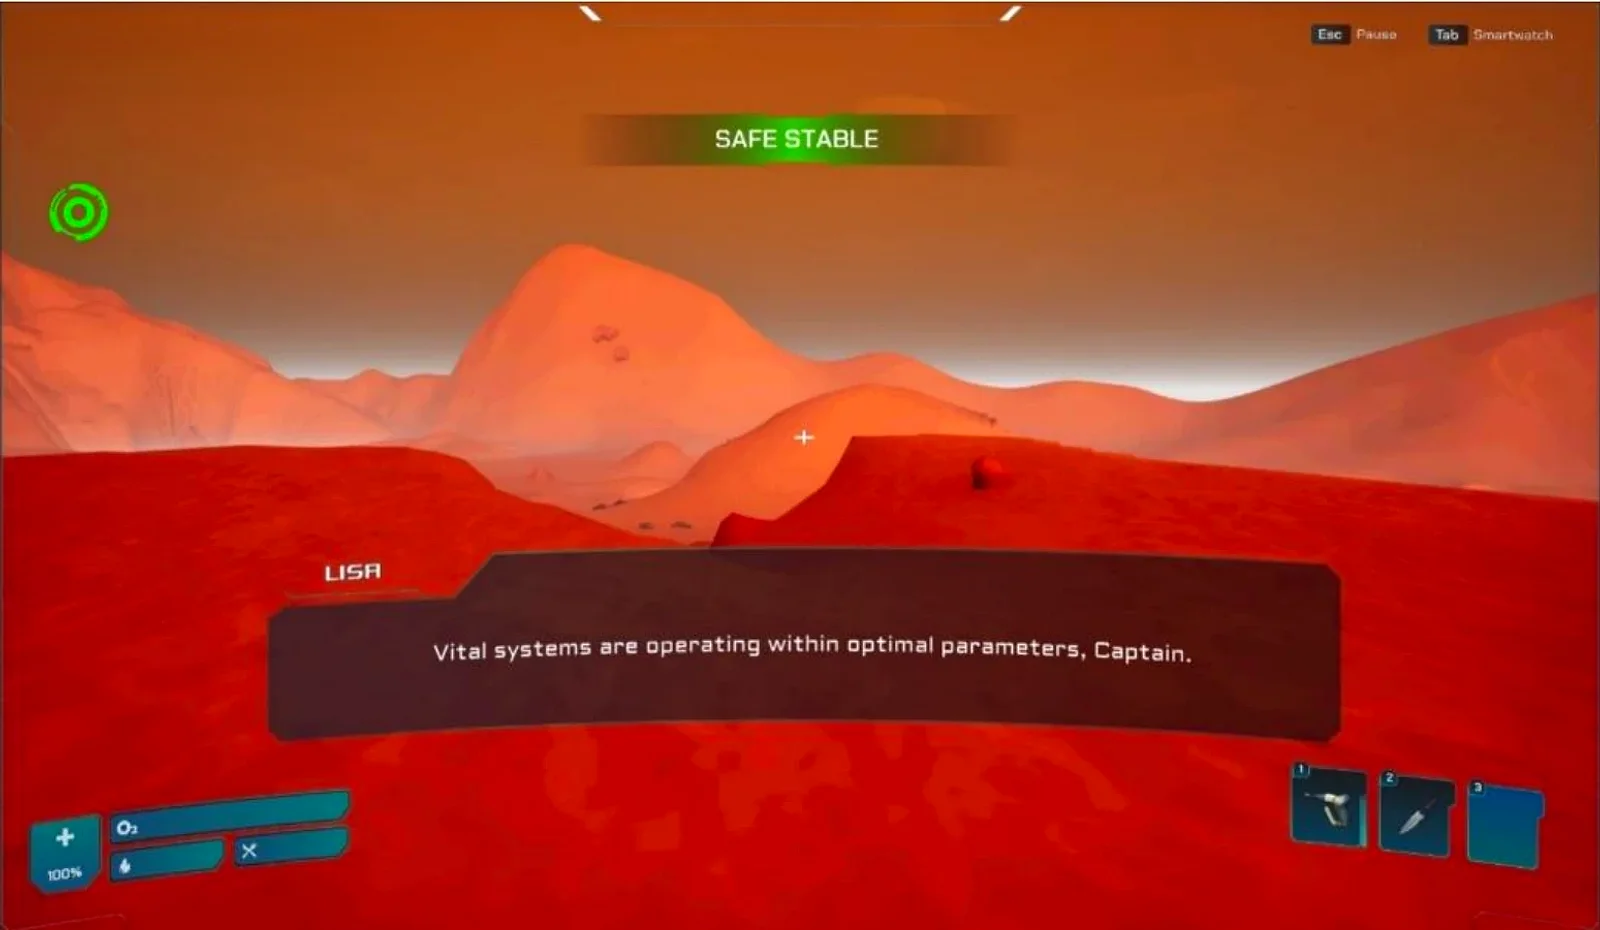 Esc Pause Tab Smartwatch
SAFE STABLE
LISA
Vital systems are operating within optimal parameters, Captain.
O₂
100%
1
2
3